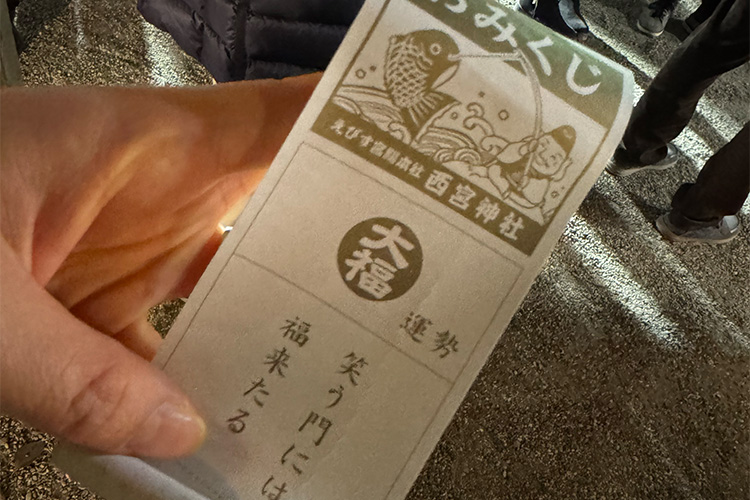 おみくじ
えびす宮総本社 西宮神社
大福
運勢
笑う門には
福来たる